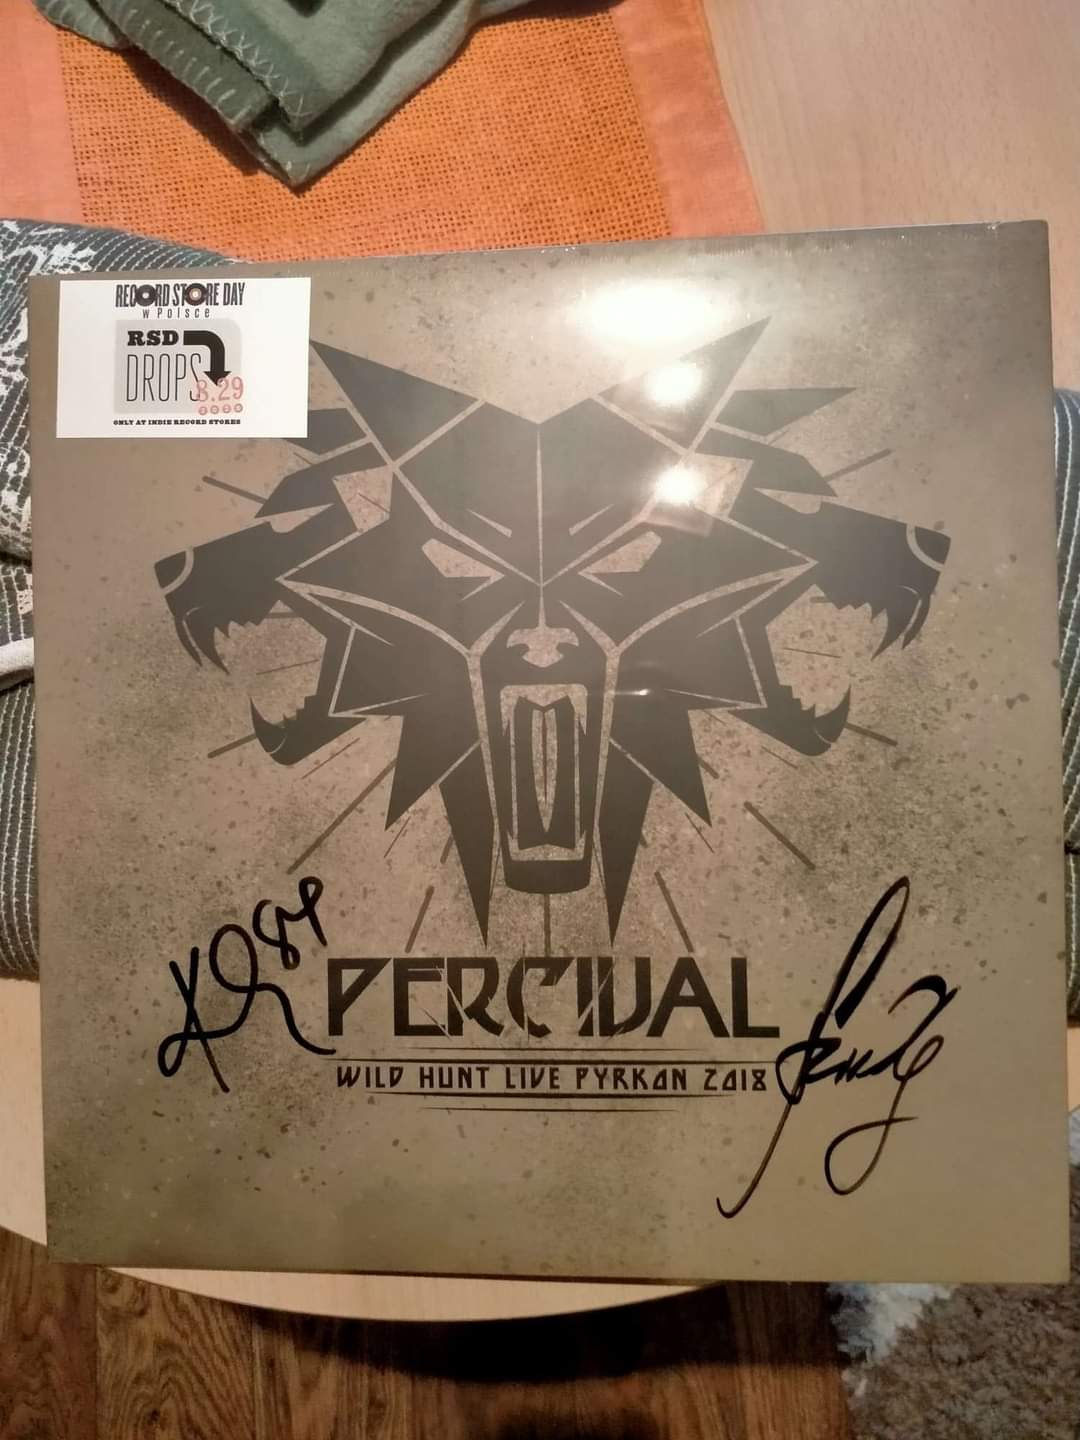 RECORD STORE DAY
w Polsce
RSD
DROPS
8.29
2020
ONLY AT INDIE RECORD STORES
PERCIVAL
WILD HUNT LIVE PYRKON 2018